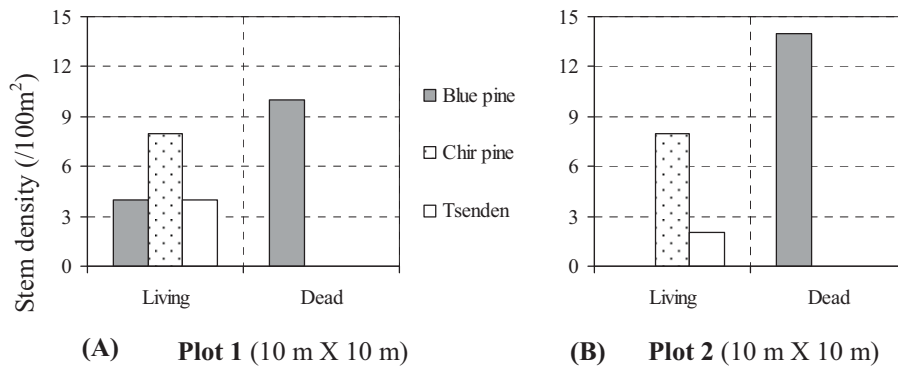 Stem density (/100m²)
15
12
9
6
3
0
Living
Dead
(A) Plot 1 (10 m X 10 m)
Blue pine
Chir pine
Tsenden
15
12
9
6
3
0
Living
Dead
(B) Plot 2 (10 m X 10 m)